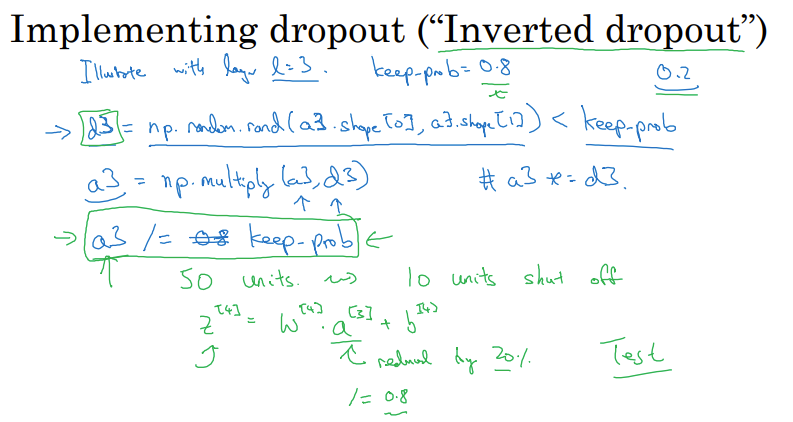 Implementing dropout (“Inverted dropout”)
Illustrate with layer l=3. keep-prob = 0.8 0.2
→ d3 = np.random.rand(a3.shape[0], a3.shape[1]) < keep-prob
a3 = np.multiply(a3, d3) # a3 *= d3.
→ a3 /= 0.8 keep-prob ←
50 units. ⇝ 10 units shut off
z^[4] = W^[4] · a^[3] + b^[4]
reduced by 20%. Test
/= 0.8